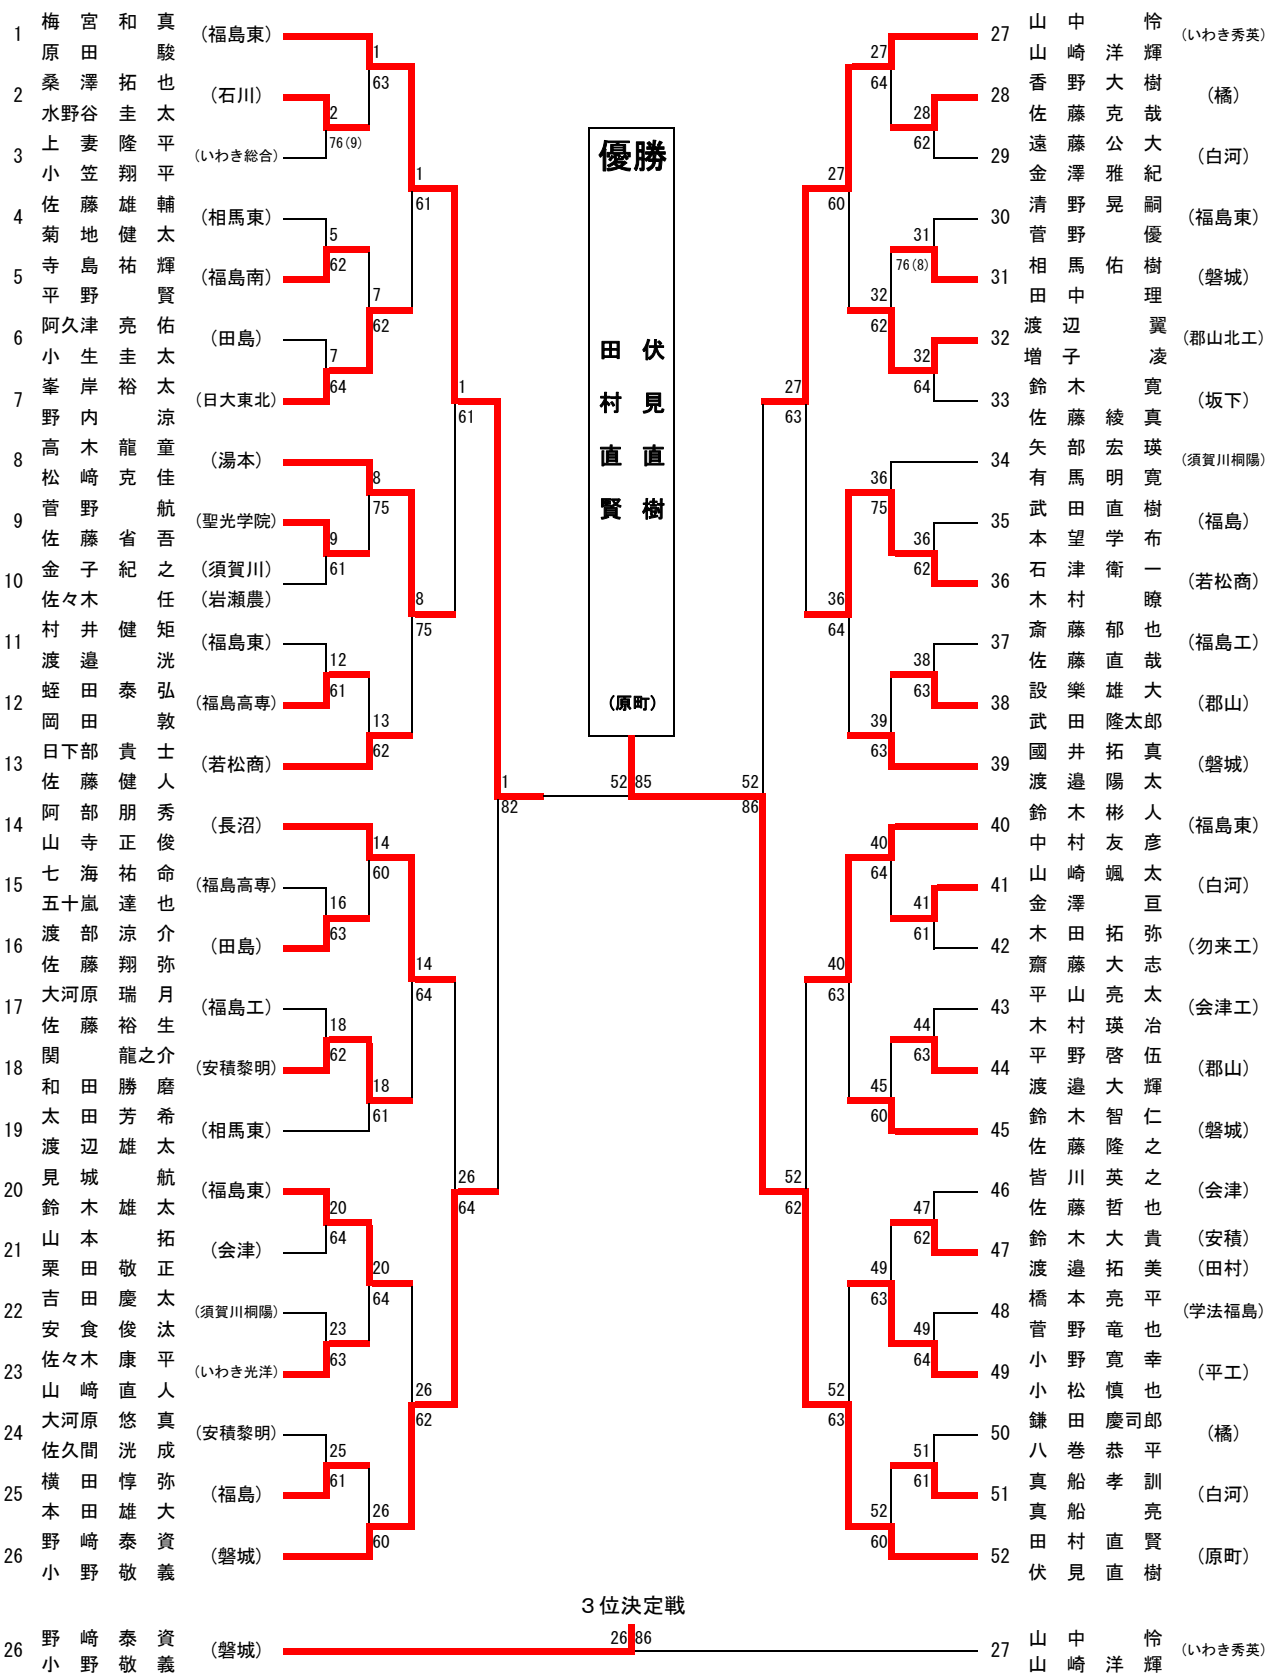 1 梅宮和真 (福島東)
原田駿
2 桑澤拓也 (石川)
水野谷圭太
3 上妻隆平 (いわき総合)
小笠翔平
4 佐藤雄輔 (相馬東)
菊地健太
5 寺島祐輝 (福島南)
平野賢
6 阿久津亮佑 (田島)
小生圭太
7 峯岸裕太 (日大東北)
野内涼
8 高木龍童 (湯本)
松﨑克佳
9 菅野航 (聖光学院)
佐藤省吾
10 金子紀之 (須賀川)
佐々木任 (岩瀬農)
11 村井健矩 (福島東)
渡邉洸
12 蛭田泰弘 (福島高専)
岡田敦
13 日下部貴士 (若松商)
佐藤健人
14 阿部朋秀 (長沼)
山寺正俊
15 七海祐命 (福島高専)
五十嵐達也
16 渡部涼介 (田島)
佐藤翔弥
17 大河原瑞月 (福島工)
佐藤裕生
18 関龍之介 (安積黎明)
和田勝磨
19 太田芳希 (相馬東)
渡辺雄太
20 見城航 (福島東)
鈴木雄太
21 山本拓 (会津)
栗田敬正
22 吉田慶太 (須賀川桐陽)
安食俊汰
23 佐々木康平 (いわき光洋)
山﨑直人
24 大河原悠真 (安積黎明)
佐久間洸成
25 横田惇弥 (福島)
本田雄大
26 野﨑泰資 (磐城)
小野敬義
1
63
2
76(9)
1
61
5
62
7
62
7
64
1
61
8
75
9
61
8
75
12
61
13
62
1
82
14
60
16
63
14
64
18
62
18
61
26
64
20
64
20
64
23
63
26
62
25
61
26
60
優勝
田村直賢
伏見直樹
(原町)
52 85
27
64
28
62
27
60
31
76(8)
32
62
32
64
27
63
36
75
36
62
36
64
38
63
39
63
52
86
40
64
41
61
40
63
44
63
45
60
52
62
47
62
49
63
49
64
52
63
51
61
52
60
27 山中怜 (いわき秀英)
山崎洋輝
28 香野大樹 (橘)
佐藤克哉
29 遠藤公大 (白河)
金澤雅紀
30 清野晃嗣 (福島東)
菅野優
31 相馬佑樹 (磐城)
田中理
32 渡辺翼 (郡山北工)
増子凌
33 鈴木寛 (坂下)
佐藤綾真
34 矢部宏瑛 (須賀川桐陽)
有馬明寛
35 武田直樹 (福島)
本望学布
36 石津衛一 (若松商)
木村瞭
37 斎藤郁也 (福島工)
佐藤直哉
38 設樂雄大 (郡山)
武田隆太郎
39 國井拓真 (磐城)
渡邉陽太
40 鈴木彬人 (福島東)
中村友彦
41 山崎颯太 (白河)
金澤亘
42 木田拓弥 (勿来工)
齋藤大志
43 平山亮太 (会津工)
木村瑛冶
44 平野啓伍 (郡山)
渡邉大輝
45 鈴木智仁 (磐城)
佐藤隆之
46 皆川英之 (会津)
佐藤哲也
47 鈴木大貴 (安積)
渡邉拓美 (田村)
48 橋本亮平 (学法福島)
菅野竜也
49 小野寛幸 (平工)
小松慎也
50 鎌田慶司郎 (橘)
八巻恭平
51 真船孝訓 (白河)
真船亮
52 田村直賢 (原町)
伏見直樹
3位決定戦
26 野﨑泰資 (磐城)
小野敬義
26 86
27 山中怜 (いわき秀英)
山崎洋輝